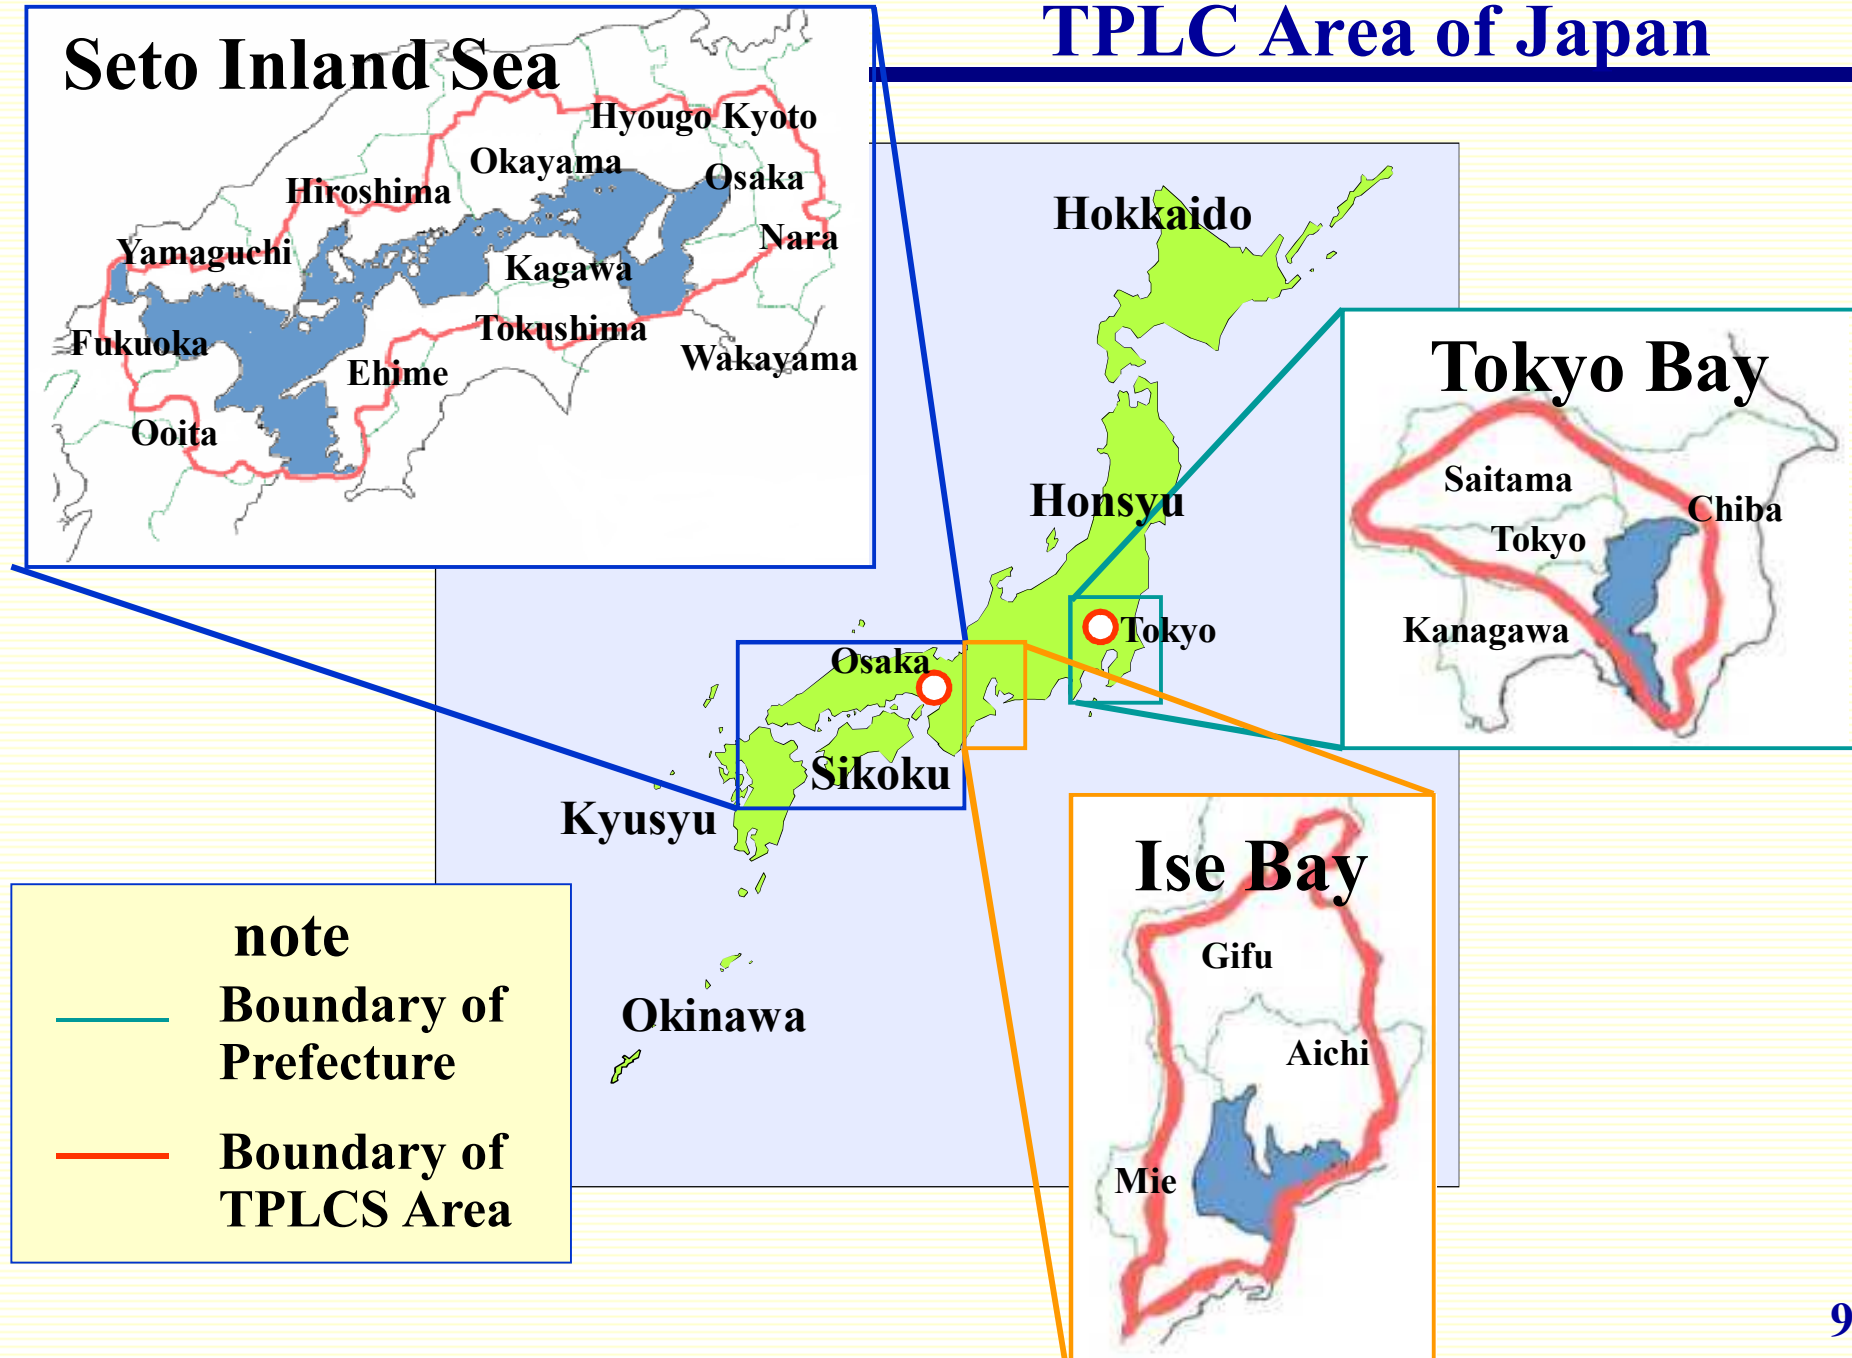 TPLC Area of Japan
Seto Inland Sea
Hyougo Kyoto
Okayama
Osaka
Hiroshima
Nara
Yamaguchi
Kagawa
Tokushima
Fukuoka
Wakayama
Ehime
Ooita
Hokkaido
Honsyu
Tokyo
Osaka
Sikoku
Kyusyu
Okinawa
Tokyo Bay
Saitama
Chiba
Tokyo
Kanagawa
Ise Bay
Gifu
Aichi
Mie
note
Boundary of
Prefecture
Boundary of
TPLCS Area
9